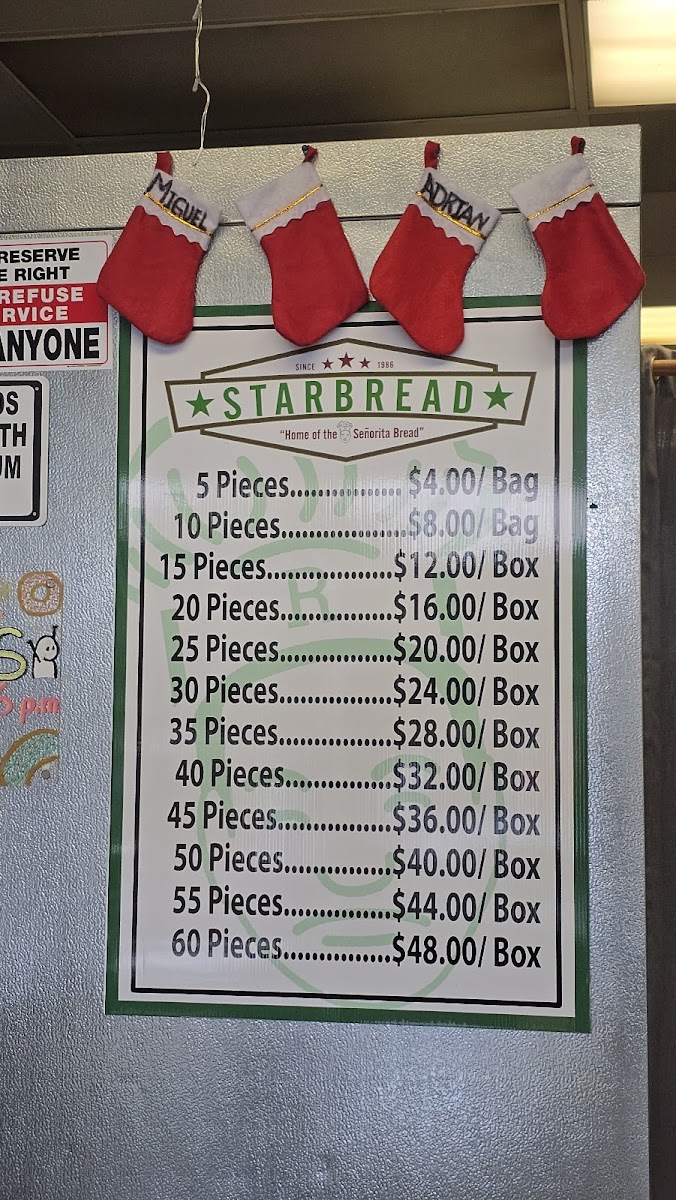 MIGUEL
ADRIAN
RESERVE
E RIGHT
REFUSE
RVICE
ANYONE
OS
TH
UM
S
p.m
SINCE ★★★ 1986
★ STARBREAD ★
"Home of the Señorita Bread"
5 Pieces................. $4.00/ Bag
10 Pieces...................$8.00/ Bag
15 Pieces...................$12.00/ Box
20 Pieces.................$16.00/ Box
25 Pieces.................$20.00/ Box
30 Pieces.................$24.00/ Box
35 Pieces.................$28.00/ Box
40 Pieces................$32.00/ Box
45 Pieces.................$36.00/ Box
50 Pieces................$40.00/ Box
55 Pieces................$44.00/ Box
60 Pieces................$48.00/ Box